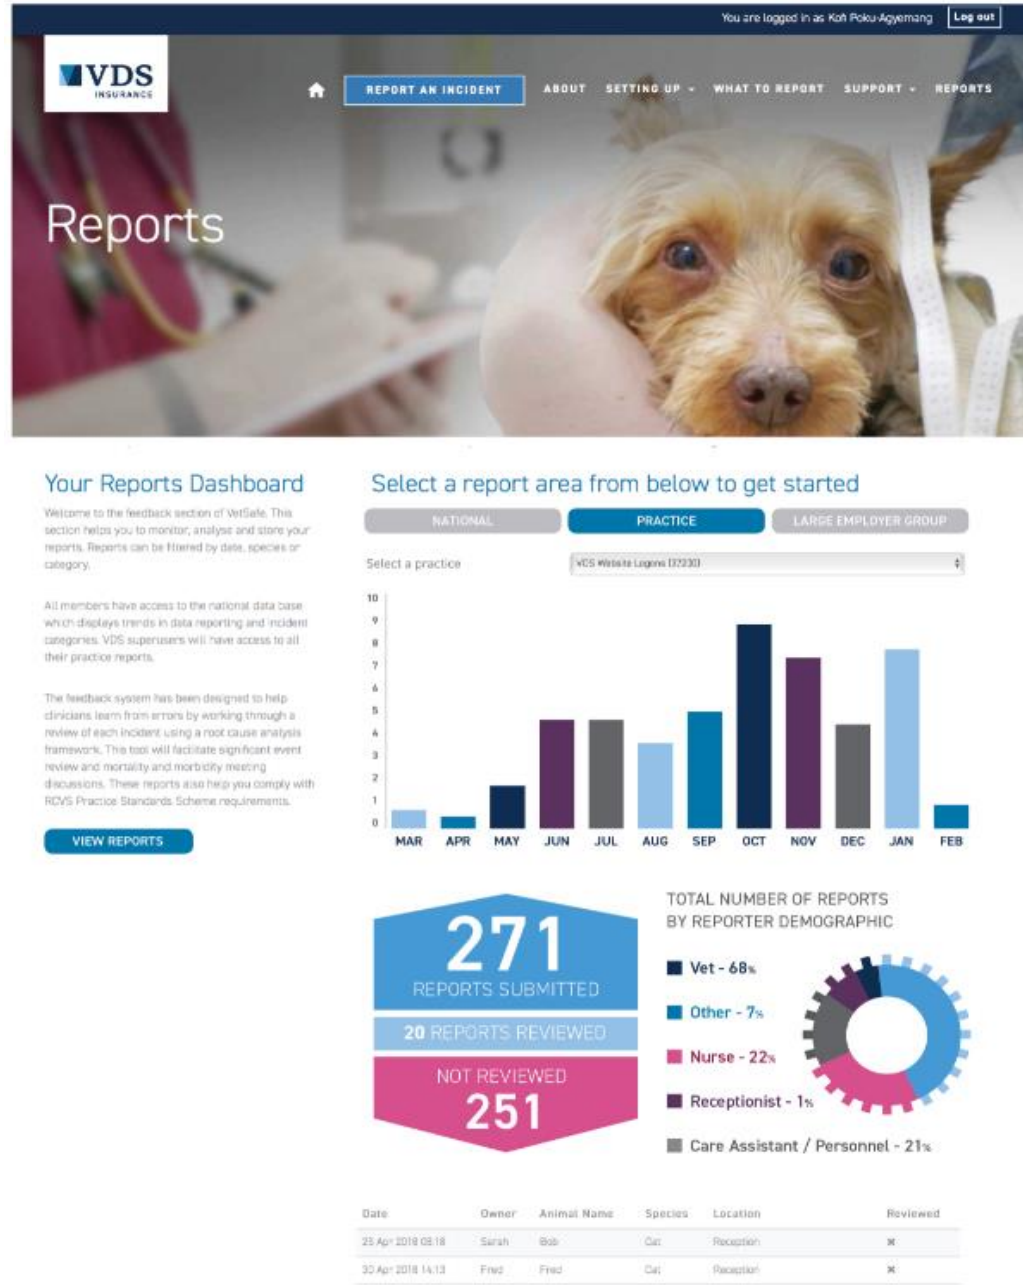 You are logged in as Kofi Poku-Agyemang
Log out
VDS
INSURANCE
REPORT AN INCIDENT
ABOUT
SETTING UP
WHAT TO REPORT
SUPPORT
REPORTS
Reports
Your Reports Dashboard
Welcome to the feedback section of VetSafe. This
section helps you to monitor, analyse and store your
reports. Reports can be filtered by date, species or
category.
All members have access to the national data base
which displays trends in data reporting and incident
categories. VDS superusers will have access to all
their practice reports.
The feedback system has been designed to help
clinicians learn from errors by working through a
review of each incident using a root cause analysis
framework. This tool will facilitate significant event
review and mortality and morbidity meeting
discussions. These reports also help you comply with
RCVS Practice Standards Scheme requirements.
VIEW REPORTS
Select a report area from below to get started
NATIONAL
PRACTICE
LARGE EMPLOYER GROUP
Select a practice
VDS Website Logons (37230)
10
9
8
7
6
5
4
3
2
1
0
MAR APR MAY JUN JUL AUG SEP OCT NOV DEC JAN FEB
271
REPORTS SUBMITTED
20 REPORTS REVIEWED
NOT REVIEWED
251
TOTAL NUMBER OF REPORTS
BY REPORTER DEMOGRAPHIC
Vet - 68%
Other - 7%
Nurse - 22%
Receptionist - 1%
Care Assistant / Personnel - 21%
Date Owner Animal Name Species Location Reviewed
Apr 2018 Sarah Bob Cat Reception
30 Apr 2018 14:13 Fred Fred Cat Reception